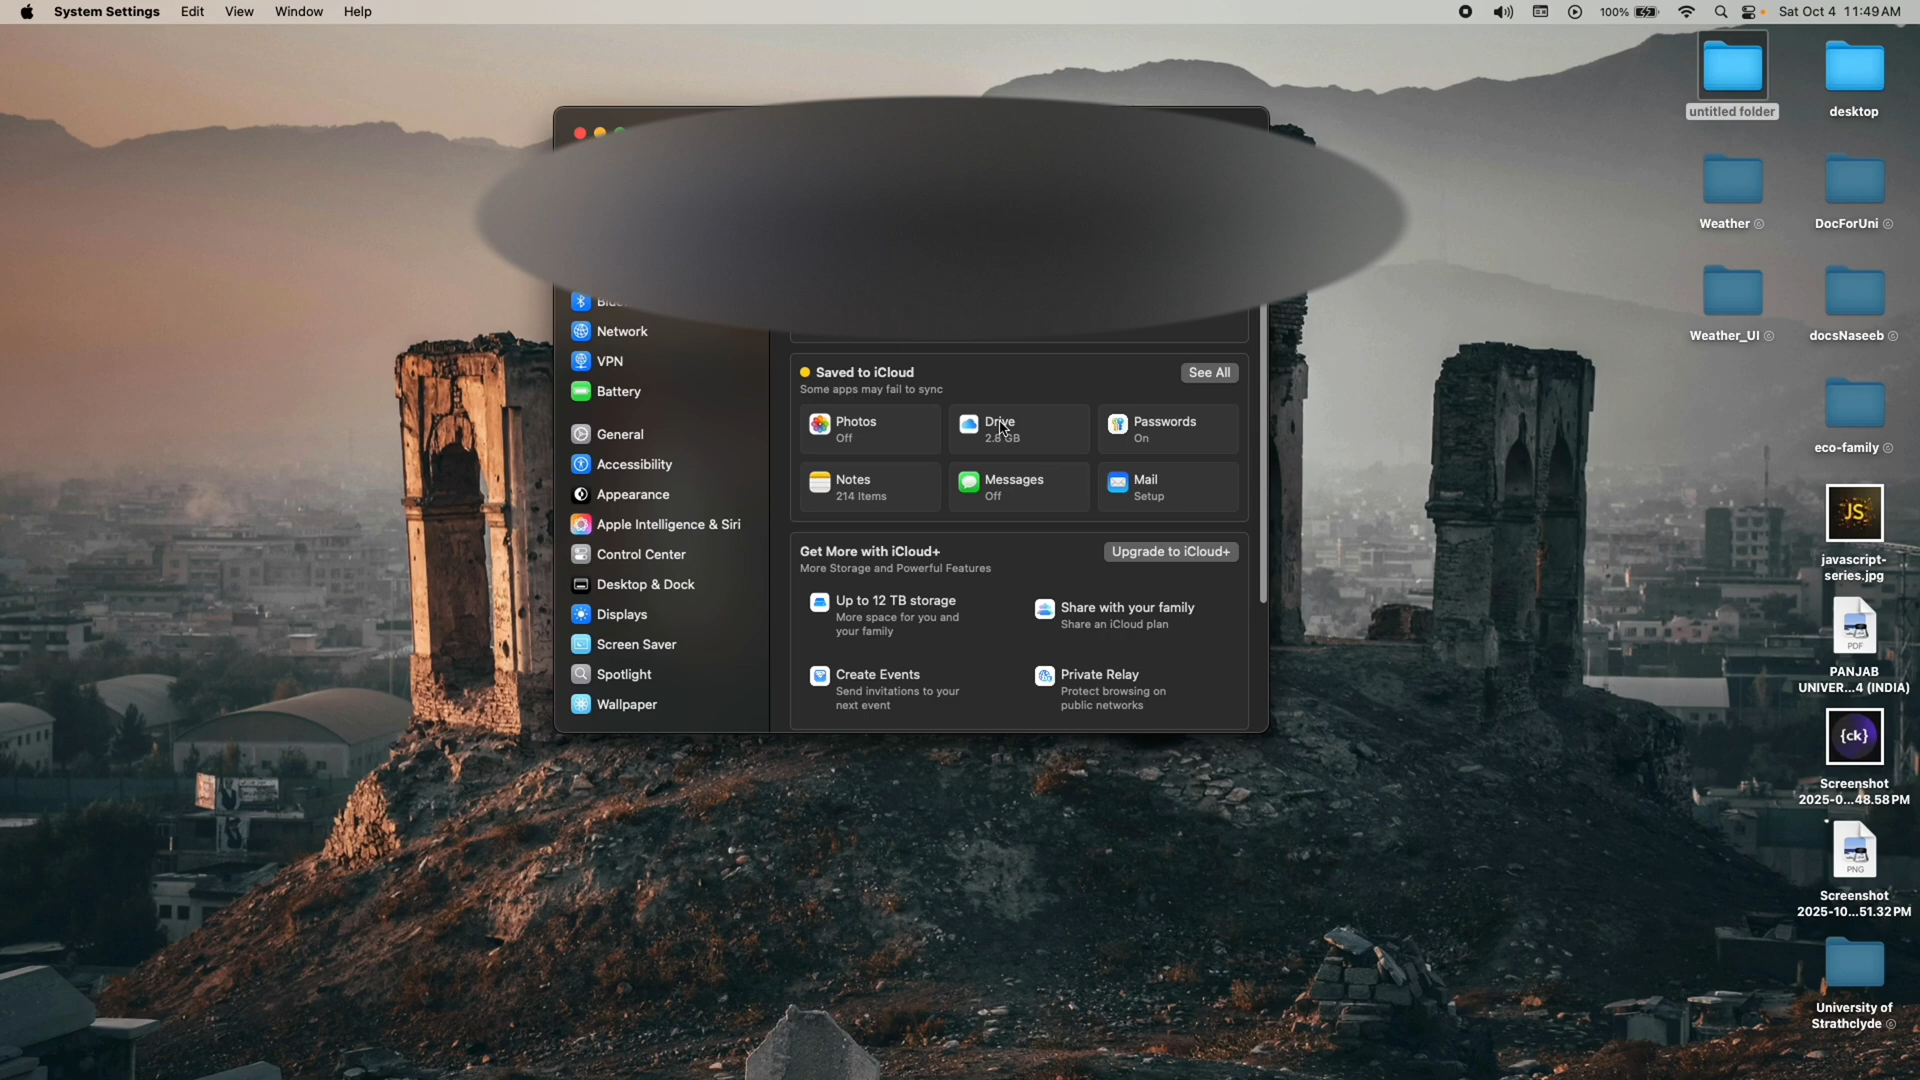 System Settings Edit View Window Help
100% Sat Oct 4 11:49 AM
untitled folder
desktop
Weather
DocForUni
Weather_UI
docsNaseeb
eco-family
JS
javascript-
series.jpg
PDF
PANJAB
UNIVER...4 (INDIA)
{ck}
Screenshot
2025-0...48.58 PM
PNG
Screenshot
2025-10...51.32 PM
University of
Strathclyde
Network
VPN
Battery
General
Accessibility
Appearance
Apple Intelligence & Siri
Control Center
Desktop & Dock
Displays
Screen Saver
Spotlight
Wallpaper
Saved to iCloud
See All
Some apps may fail to sync
Photos
Off
Drive
2.8 GB
Passwords
On
Notes
214 Items
Messages
Off
Mail
Setup
Get More with iCloud+
Upgrade to iCloud+
More Storage and Powerful Features
Up to 12 TB storage
More space for you and
your family
Share with your family
Share an iCloud plan
Create Events
Send invitations to your
next event
Private Relay
Protect browsing on
public networks